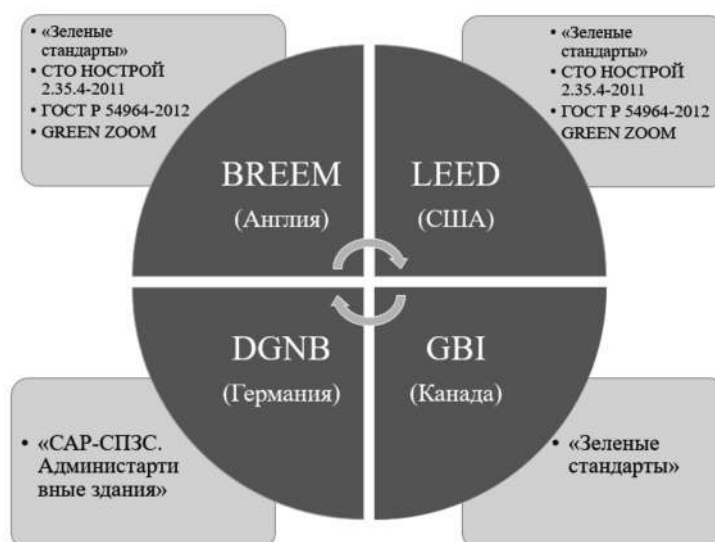 • «Зеленые
стандарты»
• СТО НОСТРОЙ
2.35.4-2011
• ГОСТ Р 54964-2012
• GREEN ZOOM
• «Зеленые
стандарты»
• СТО НОСТРОЙ
2.35.4-2011
• ГОСТ Р 54964-2012
GREEN ZOOM
BREEM
(Англия)
LEED
(США)
DGNB
(Германия)
GBI
(Канада)
• «САР-СПЗС.
Администарти
вные здания»
• «Зеленые
стандарты»